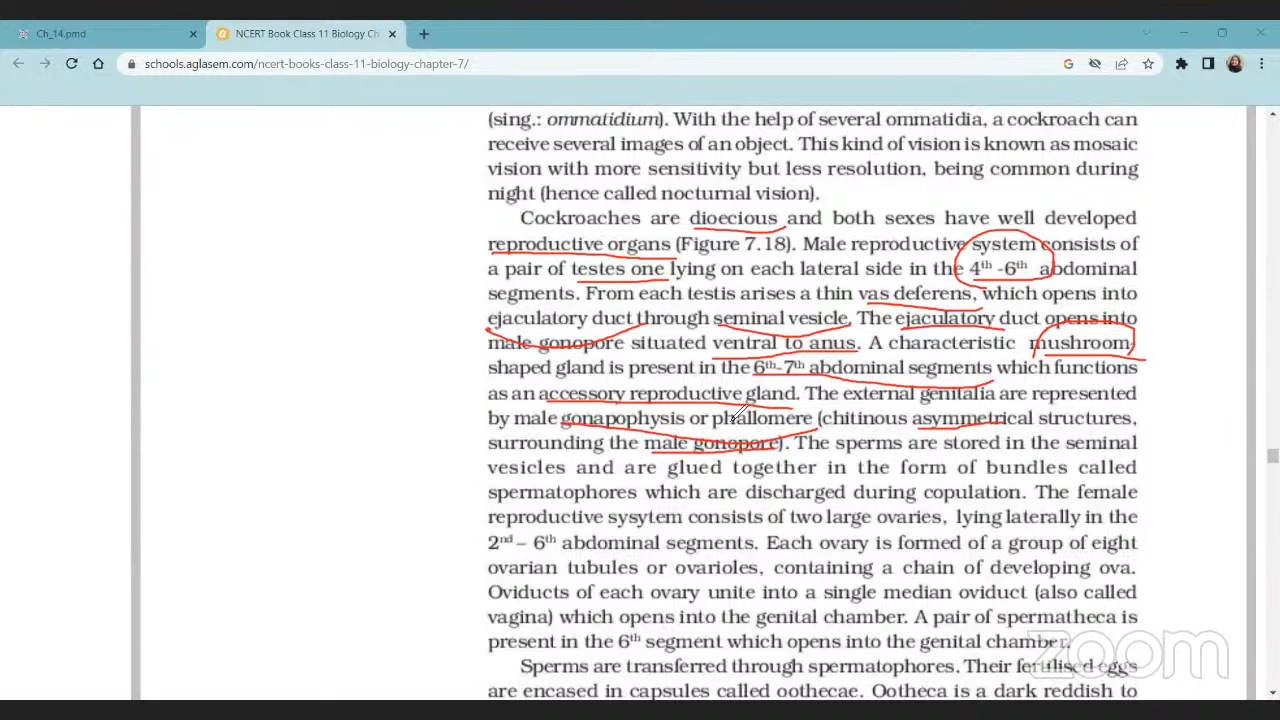 Ch_14.pmd
NCERT Book Class 11 Biology Ch
schools.aglasem.com/ncert-books-class-11-biology-chapter-7/
(sing.: ommatidium). With the help of several ommatidia, a cockroach can
receive several images of an object. This kind of vision is known as mosaic
vision with more sensitivity but less resolution, being common during
night (hence called nocturnal vision).
Cockroaches are dioecious and both sexes have well developed
reproductive organs (Figure 7.18). Male reproductive system consists of
a pair of testes one lying on each lateral side in the 4th -6th abdominal
segments. From each testis arises a thin vas deferens, which opens into
ejaculatory duct through seminal vesicle. The ejaculatory duct opens into
male gonopore situated ventral to anus. A characteristic mushroom-
shaped gland is present in the 6th-7th abdominal segments which functions
as an accessory reproductive gland. The external genitalia are represented
by male gonapophysis or phallomere (chitinous asymmetrical structures,
surrounding the male gonopore). The sperms are stored in the seminal
vesicles and are glued together in the form of bundles called
spermatophores which are discharged during copulation. The female
reproductive sysytem consists of two large ovaries, lying laterally in the
2nd – 6th abdominal segments. Each ovary is formed of a group of eight
ovarian tubules or ovarioles, containing a chain of developing ova.
Oviducts of each ovary unite into a single median oviduct (also called
vagina) which opens into the genital chamber. A pair of spermatheca is
present in the 6th segment which opens into the genital chamber.
Sperms are transferred through spermatophores. Their fertilised eggs
are encased in capsules called oothecae. Ootheca is a dark reddish to
zoom